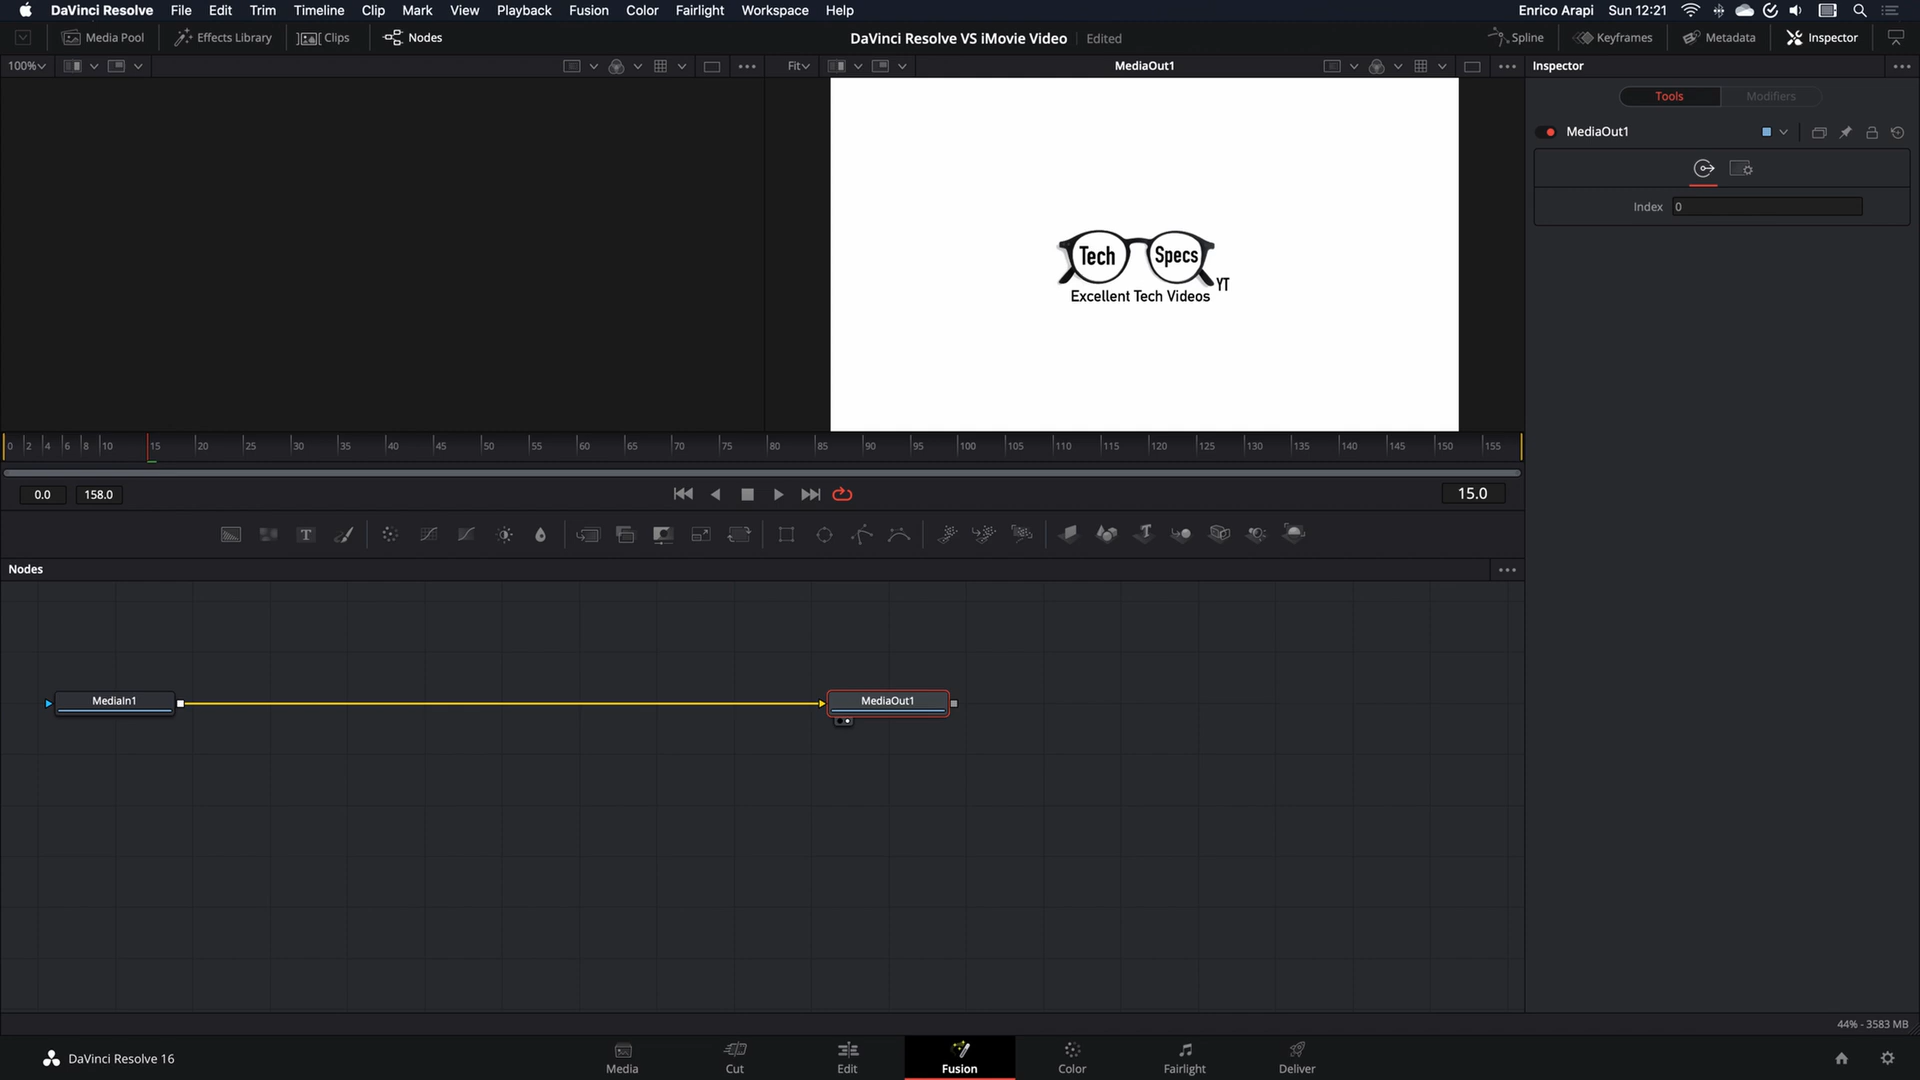 DaVinci Resolve File Edit Trim Timeline Clip Mark View Playback Fusion Color Fairlight Workspace Help Enrico Arapi Sun 12:21
Media Pool Effects Library Clips Nodes DaVinci Resolve VS iMovie Video Edited Spline Keyframes Metadata Inspector
100% Fit MediaOut1 Inspector
Tools Modifiers
MediaOut1
Index 0
Tech Specs
YT
Excellent Tech Videos
0 2 4 6 8 10 15 20 25 30 35 40 45 50 55 60 65 70 75 80 85 90 95 100 105 110 115 120 125 130 135 140 145 150 155
0.0 158.0 15.0
T T
Nodes
MediaIn1 MediaOut1
44% - 3583 MB
DaVinci Resolve 16 Media Cut Edit Fusion Color Fairlight Deliver